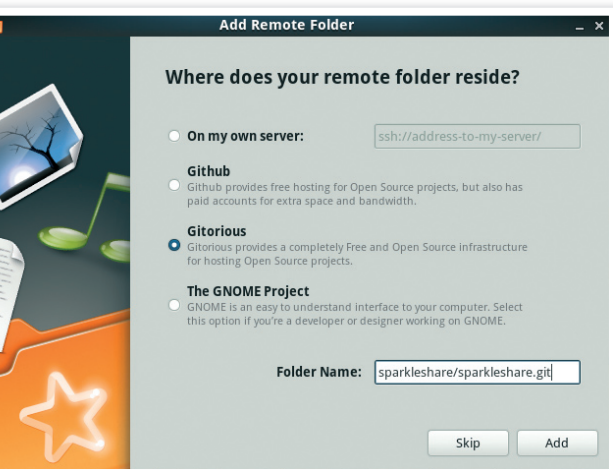 Add Remote Folder
Where does your remote folder reside?
On my own server: ssh://address-to-my-server/
Github
Github provides free hosting for Open Source projects, but also has
paid accounts for extra space and bandwidth.
Gitorious
Gitorious provides a completely Free and Open Source infrastructure
for hosting Open Source projects.
The GNOME Project
GNOME is an easy to understand interface to your computer. Select
this option if you're a developer or designer working on GNOME.
Folder Name: sparkleshare/sparkleshare.git
Skip Add